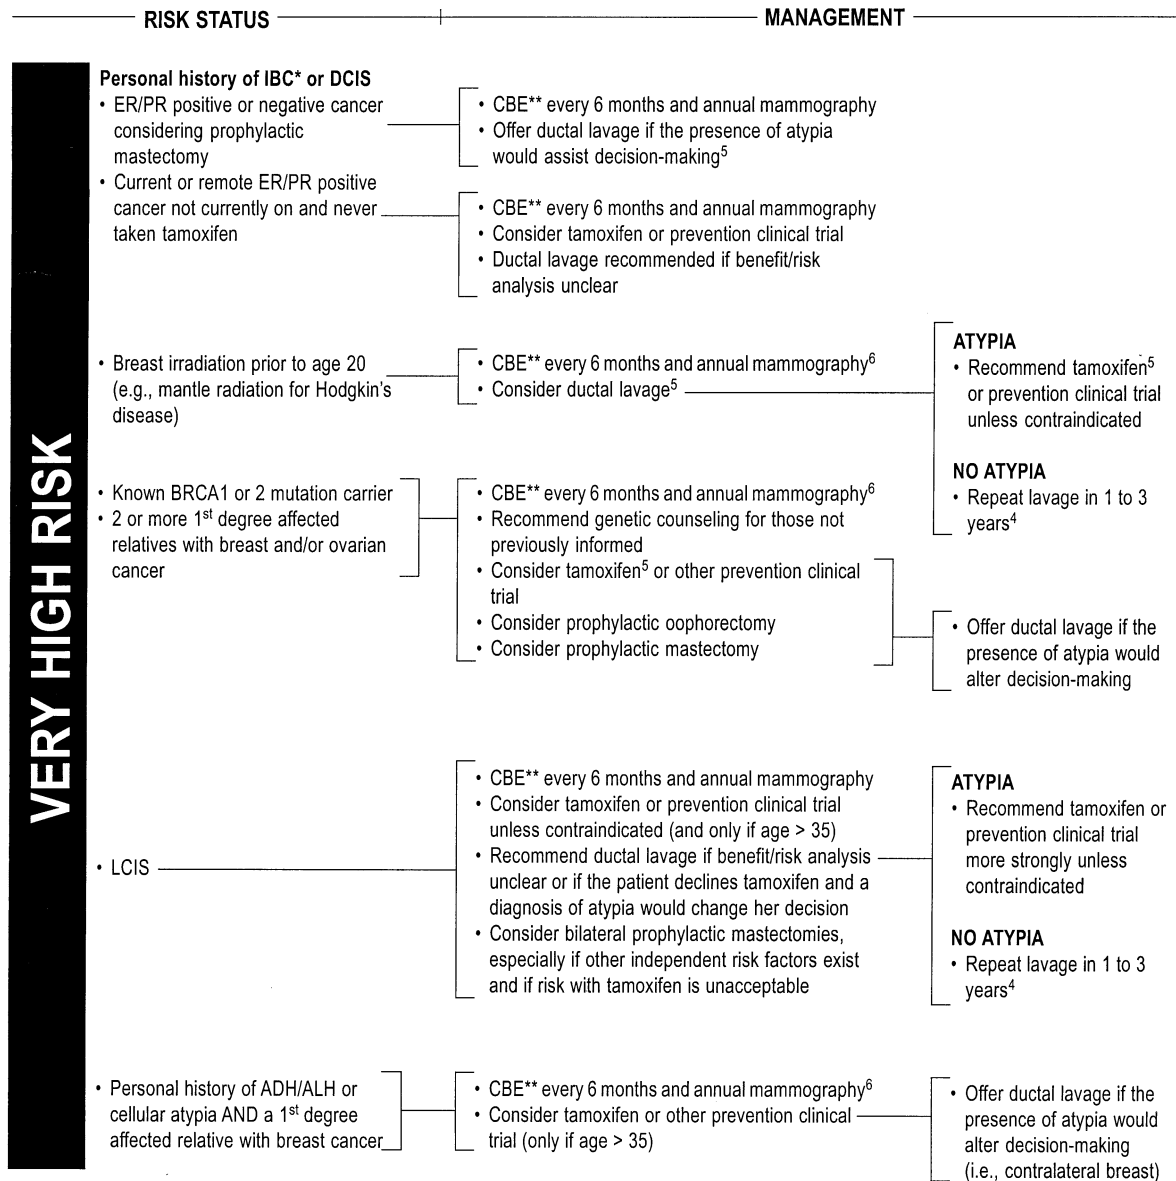 RISK STATUS
MANAGEMENT
VERY HIGH RISK
Personal history of IBC* or DCIS
• ER/PR positive or negative cancer
considering prophylactic
mastectomy
• CBE** every 6 months and annual mammography
• Offer ductal lavage if the presence of atypia
would assist decision-making⁵
• Current or remote ER/PR positive
cancer not currently on and never
taken tamoxifen
• CBE** every 6 months and annual mammography
• Consider tamoxifen or prevention clinical trial
• Ductal lavage recommended if benefit/risk
analysis unclear
• Breast irradiation prior to age 20
(e.g., mantle radiation for Hodgkin's
disease)
• CBE** every 6 months and annual mammography⁶
• Consider ductal lavage⁵
ATYPIA
• Recommend tamoxifen⁵
or prevention clinical trial
unless contraindicated
NO ATYPIA
• Repeat lavage in 1 to 3
years⁴
• Known BRCA1 or 2 mutation carrier
• 2 or more 1st degree affected
relatives with breast and/or ovarian
cancer
• CBE** every 6 months and annual mammography⁶
• Recommend genetic counseling for those not
previously informed
• Consider tamoxifen⁵ or other prevention clinical
trial
• Consider prophylactic oophorectomy
• Consider prophylactic mastectomy
• Offer ductal lavage if the
presence of atypia would
alter decision-making
• LCIS
• CBE** every 6 months and annual mammography
• Consider tamoxifen or prevention clinical trial
unless contraindicated (and only if age > 35)
• Recommend ductal lavage if benefit/risk analysis
unclear or if the patient declines tamoxifen and a
diagnosis of atypia would change her decision
• Consider bilateral prophylactic mastectomies,
especially if other independent risk factors exist
and if risk with tamoxifen is unacceptable
ATYPIA
• Recommend tamoxifen or
prevention clinical trial
more strongly unless
contraindicated
NO ATYPIA
• Repeat lavage in 1 to 3
years⁴
• Personal history of ADH/ALH or
cellular atypia AND a 1st degree
affected relative with breast cancer
• CBE** every 6 months and annual mammography⁶
• Consider tamoxifen or other prevention clinical
trial (only if age > 35)
• Offer ductal lavage if the
presence of atypia would
alter decision-making
(i.e., contralateral breast)